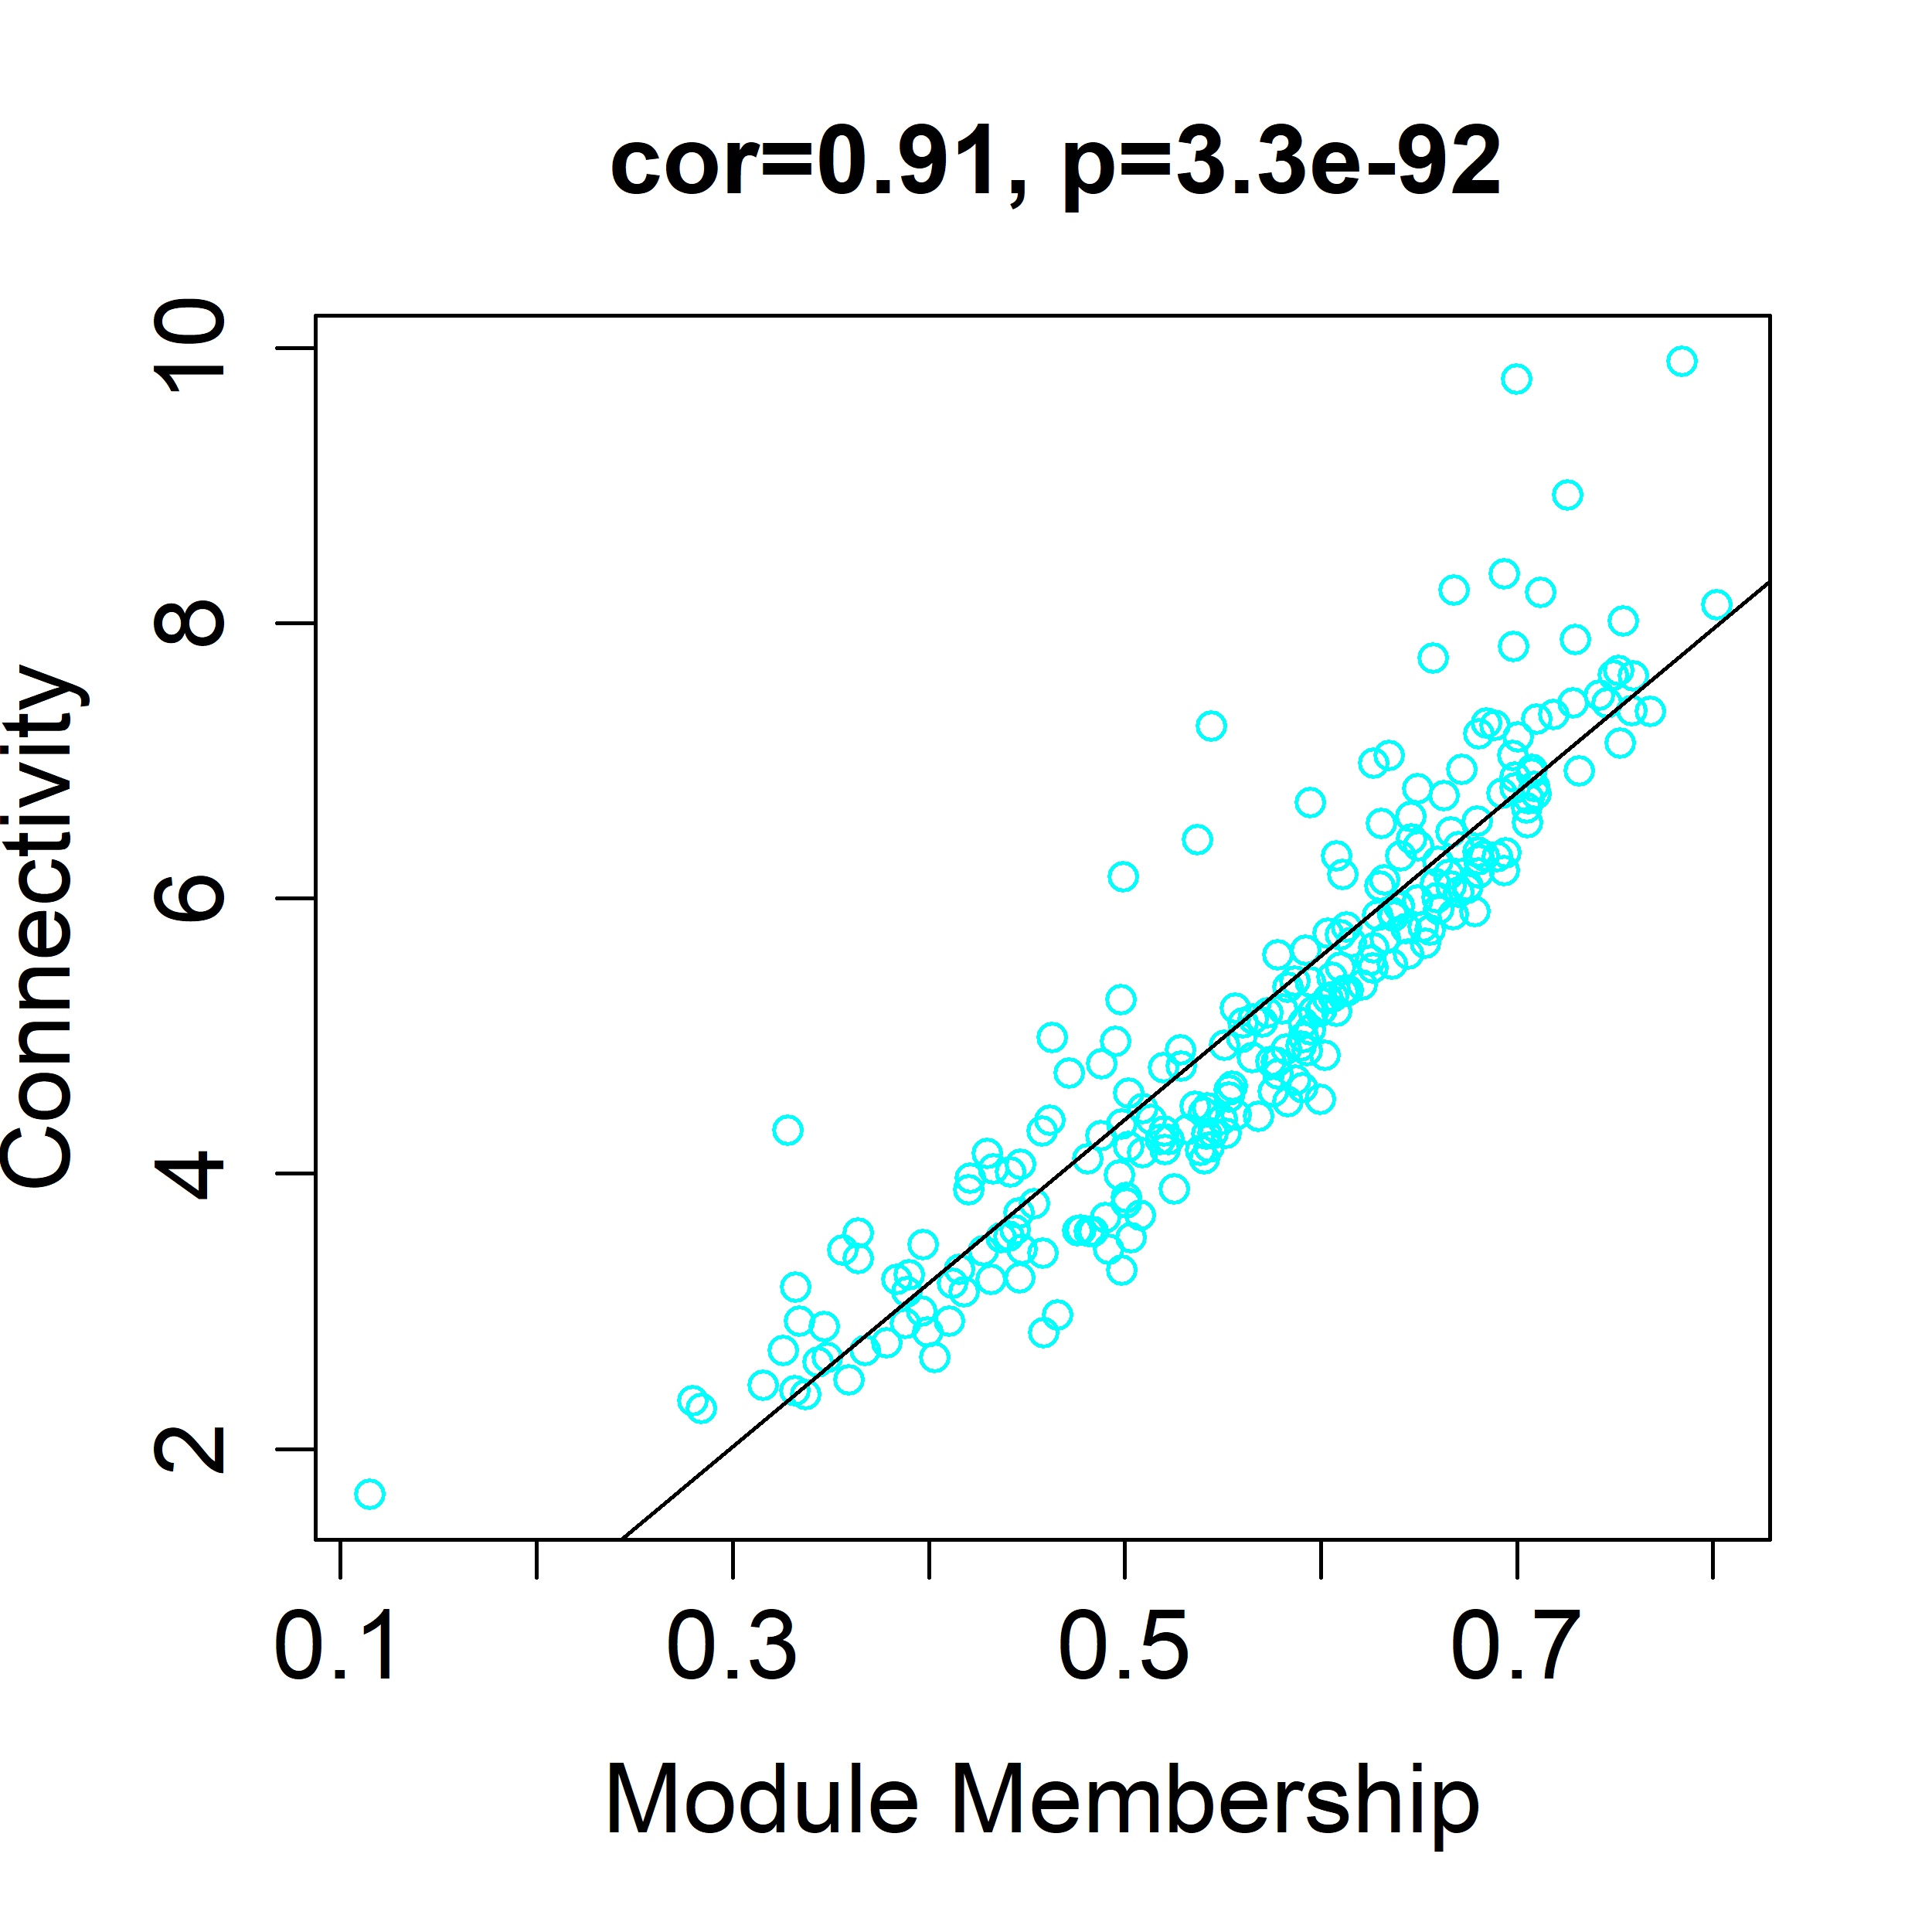 cor=0.91, p=3.3e-92
Connectivity
10
8
6
4
2
0.1 0.3 0.5 0.7
Module Membership